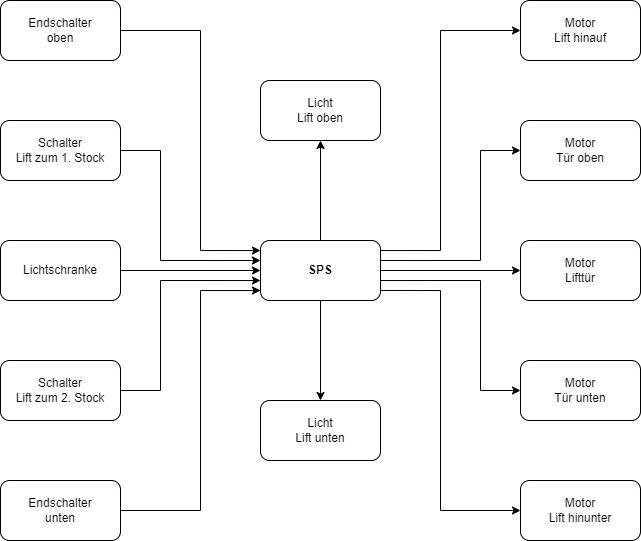 Endschalter
oben
Motor
Lift hinauf
Licht
Lift oben
Schalter
Lift zum 1. Stock
Motor
Tür oben
Lichtschranke
SPS
Motor
Lifttür
Schalter
Lift zum 2. Stock
Motor
Tür unten
Licht
Lift unten
Endschalter
unten
Motor
Lift hinunter